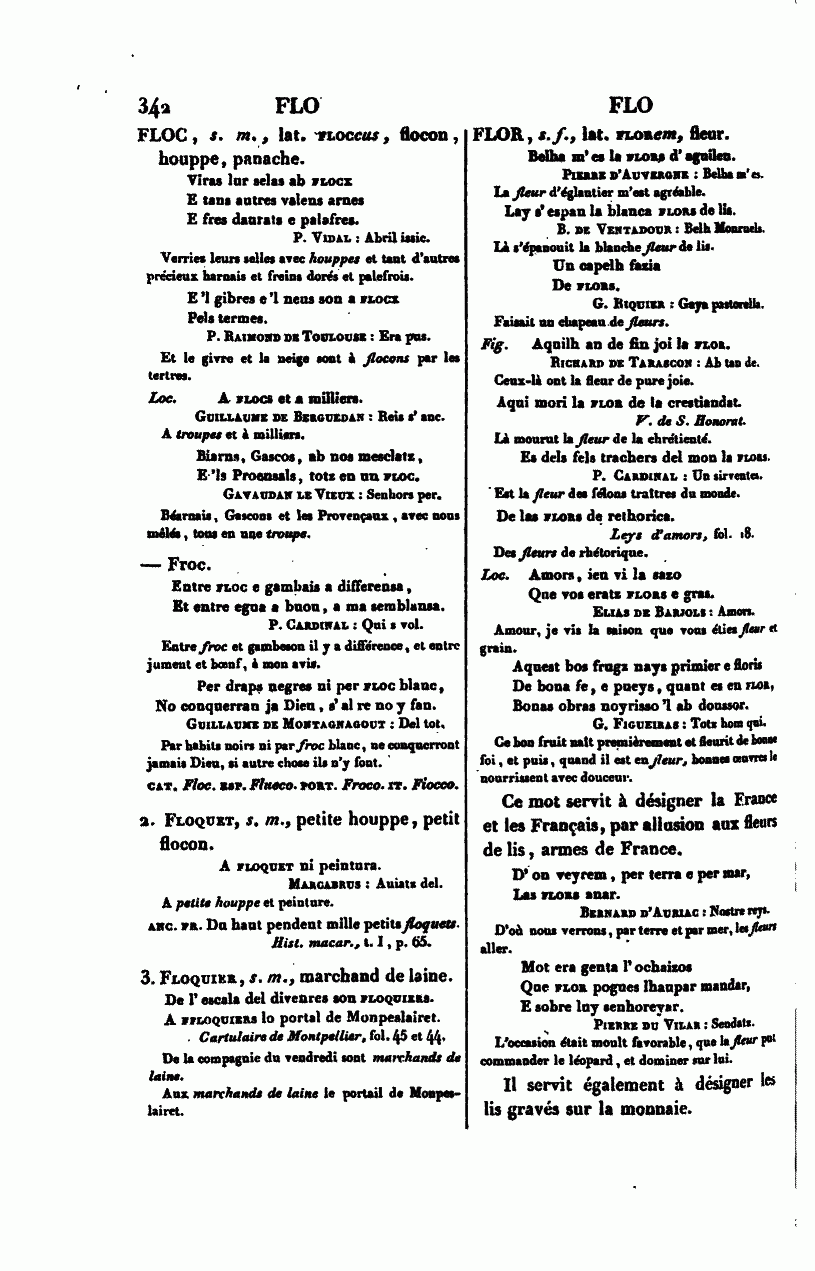 342 FLO FLO
FLOC, s. m., lat. FLOCCUS, flocon,
houppe, panache.
Viras lur selas ab FLOCX
E tans autres valens arnes
E fres daurats e palafres.
P. VIDAL : Abril issic.
Verries leurs selles avec houppes et tant d'autres
précieux harnais et freins dorés et palefrois.
E 'l gibres e 'l neus son a FLOCX
Pels termes.
P. RAIMOND DE TOULOUSE : Era pus.
Et le givre et la neige sont à flocons par les
tertres.
Loc. A FLOCS et a milliers.
GUILLAUME DE BERGUEDAN : Reis s' anc.
A troupes et à milliers.
Biarns, Gascos, ab nos mesclatz,
E 'ls Proensals, totz en un FLOC.
GAVAUDAN LE VIEUX : Senhors per.
Béarnais, Gascons et les Provençaux, avec nous
mêlés, tous en une troupe.
— Froc.
Entre FLOC e gambais a differensa,
Et entre egua a buou, a ma semblansa.
P. CARDINAL : Qui s vol.
Entre froc et gambeson il y a différence, et entre
jument et bœuf, à mon avis.
Per draps negres ni per FLOC blanc,
No conquerran ja Dieu, s' al re no y fan.
GUILLAUME DE MONTAGNAGOUT : Del tot.
Par habits noirs ni par froc blanc, ne conquerront
jamais Dieu, si autre chose ils n'y font.
CAT. Floc. ESP. Flueco. PORT. Froco. IT. Fiocco.
2. FLOQUET, s. m., petite houppe, petit
flocon.
A FLOQUET ni peintura.
MARCABRUS : Auiatz del.
A petite houppe et peinture.
ANC. FR. Du haut pendent mille petits floquets.
Hist. macar., t. I, p. 65.
3. FLOQUIER, s. m., marchand de laine.
De l' escala del divenres son FLOQUIERS.
A FFLOQUIERS lo portal de Monpeslairet.
Cartulaire de Montpellier, fol. 45 et 44.
De la compagnie du vendredi sont marchands de
laine.
Aux marchands de laine le portail de Monpes-
lairet.
FLOR, s. f., lat. FLOREM, fleur.
Belha m' es la FLORS d' aguilen.
PIERRE D'AUVERGNE : Belha m' es.
La fleur d'églantier m'est agréable.
Lay s' espan la blanca FLORS de lis.
B. DE VENTADOUR : Belh Monruels.
Là s'épanouit la blanche fleur de lis.
Un capelh fazia
De FLORS.
G. RIQUIER : Gaya pastorelha.
Faisait un chapeau de fleurs.
Fig. Aquilh an de fin joi la FLOR.
RICHARD DE TARASCON : Ab tan de.
Ceux-là ont la fleur de pure joie.
Aqui mori la FLOR de la crestiandat.
V. de S. Honorat.
Là mourut la fleur de la chrétienté.
Es dels fels trachers del mon la FLORS.
P. CARDINAL : Un sirventes.
Est la fleur des félons traîtres du monde.
De las FLORS de rethorica.
Leys d'amors, fol. 18.
Des fleurs de rhétorique.
Loc. Amors, ieu vi la sazo
Que vos eratz FLORS e gras.
ELIAS DE BARJOLS : Amors.
Amour, je vis la saison que vous étiez fleur et
grain.
Aquest bos frugz nays primier e floris
De bona fe, e pueys, quant es en FLOR,
Bonas obras noyrisso 'l ab doussor.
G. FIGUEIRAS : Totz hom qui.
Ce bon fruit naît premièrement et fleurit de bonne
foi, et puis, quand il est en fleur, bonnes œuvres le
nourrissent avec douceur.
Ce mot servit à désigner la France
et les Français, par allusion aux fleurs
de lis, armes de France.
D' on veyrem, per terra e per mar,
Las FLORS anar.
BERNARD D'AURIAC : Nostre reys.
D'où nous verrons, par terre et par mer, les fleurs
aller.
Mot era genta l' ochaizos
Que FLOR pogues lhaupar mandar,
E sobre luy senhoreyar.
PIERRE DU VILAR : Sendatz.
L'occasion était moult favorable, que la fleur pût
commander le léopard, et dominer sur lui.
Il servit également à désigner les
lis gravés sur la monnaie.